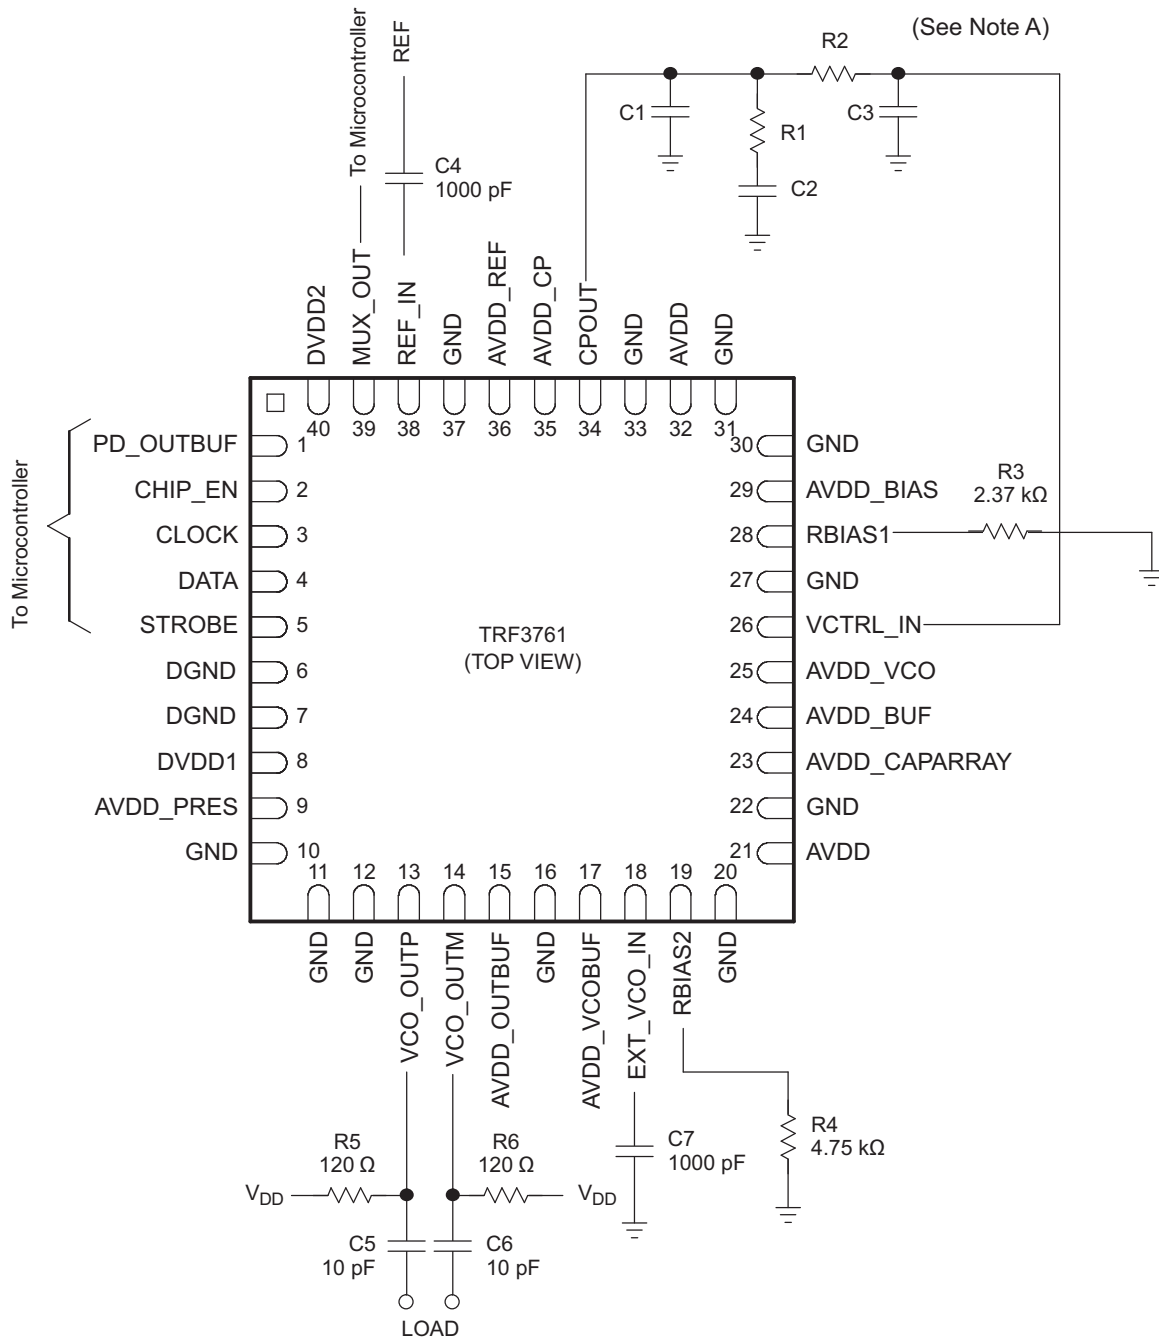 (See Note A)
To Microcontroller
REF
R2
C1
R1
C3
C2
C4
1000 pF
DVDD2
MUX_OUT
REF_IN
GND
AVDD_REF
AVDD_CP
CPOUT
GND
AVDD
GND
40
39
38
37
36
35
34
33
32
31
To Microcontroller
PD_OUTBUF
1
CHIP_EN
2
CLOCK
3
DATA
4
STROBE
5
DGND
6
DGND
7
DVDD1
8
AVDD_PRES
9
GND
10
TRF3761
(TOP VIEW)
30
GND
29
AVDD_BIAS
28
RBIAS1
27
GND
26
VCTRL_IN
25
AVDD_VCO
24
AVDD_BUF
23
AVDD_CAPARRAY
22
GND
21
AVDD
R3
2.37 kΩ
11
12
13
14
15
16
17
18
19
20
GND
GND
VCO_OUTP
VCO_OUTM
AVDD_OUTBUF
GND
AVDD_VCOBUF
EXT_VCO_IN
RBIAS2
GND
R5
120 Ω
R6
120 Ω
C7
1000 pF
R4
4.75 kΩ
VDD
VDD
C5
10 pF
C6
10 pF
LOAD